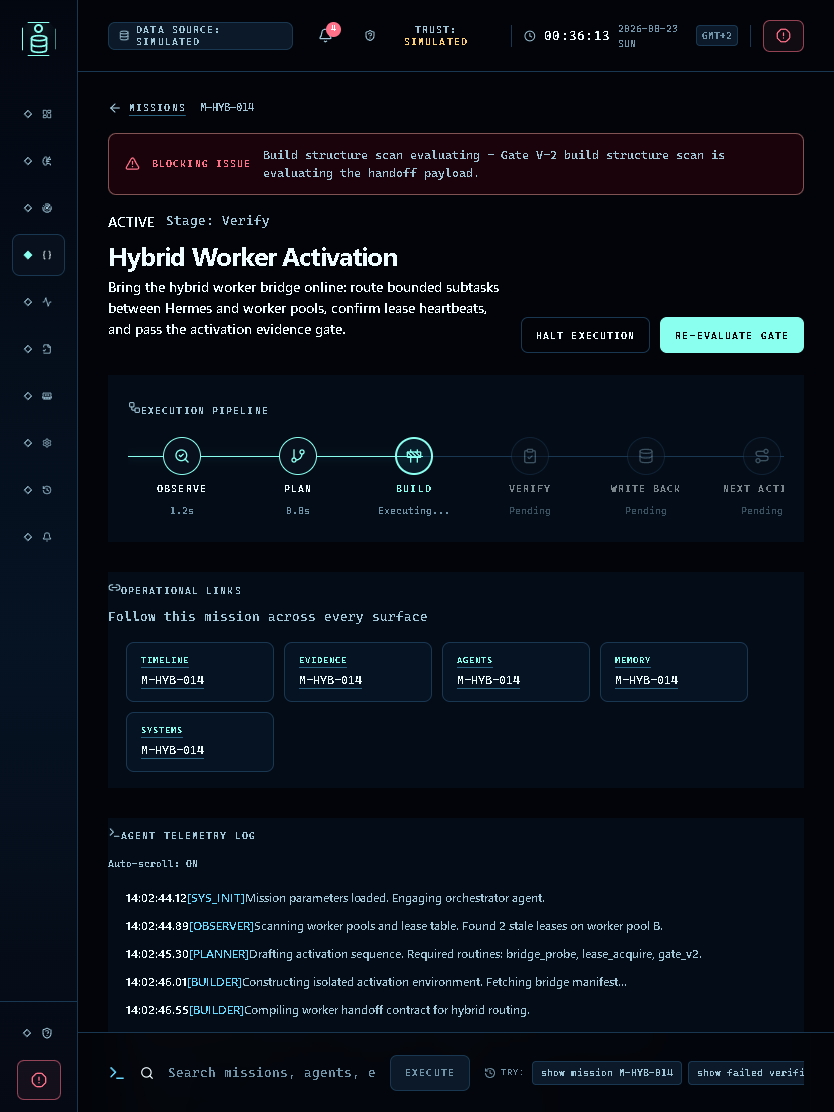 DATA SOURCE:
SIMULATED
4
TRUST:
SIMULATED
00:36:13
2026-08-23
SUN
GMT+2
MISSIONS M-HYB-014
BLOCKING ISSUE
Build structure scan evaluating — Gate V-2 build structure scan is
evaluating the handoff payload.
ACTIVE Stage: Verify
Hybrid Worker Activation
Bring the hybrid worker bridge online: route bounded subtasks
between Hermes and worker pools, confirm lease heartbeats,
and pass the activation evidence gate.
HALT EXECUTION
RE-EVALUATE GATE
EXECUTION PIPELINE
OBSERVE PLAN BUILD VERIFY WRITE BACK NEXT ACTI
1.2s 0.8s Executing... Pending Pending Pending
OPERATIONAL LINKS
Follow this mission across every surface
TIMELINE
M-HYB-014
EVIDENCE
M-HYB-014
AGENTS
M-HYB-014
MEMORY
M-HYB-014
SYSTEMS
M-HYB-014
AGENT TELEMETRY LOG
Auto-scroll: ON
14:02:44.12[SYS_INIT]Mission parameters loaded. Engaging orchestrator agent.
14:02:44.89[OBSERVER]Scanning worker pools and lease table. Found 2 stale leases on worker pool B.
14:02:45.30[PLANNER]Drafting activation sequence. Required routines: bridge_probe, lease_acquire, gate_v2.
14:02:46.01[BUILDER]Constructing isolated activation environment. Fetching bridge manifest...
14:02:46.55[BUILDER]Compiling worker handoff contract for hybrid routing.
Search missions, agents, e
EXECUTE
TRY:
show mission M-HYB-014
show failed verifi